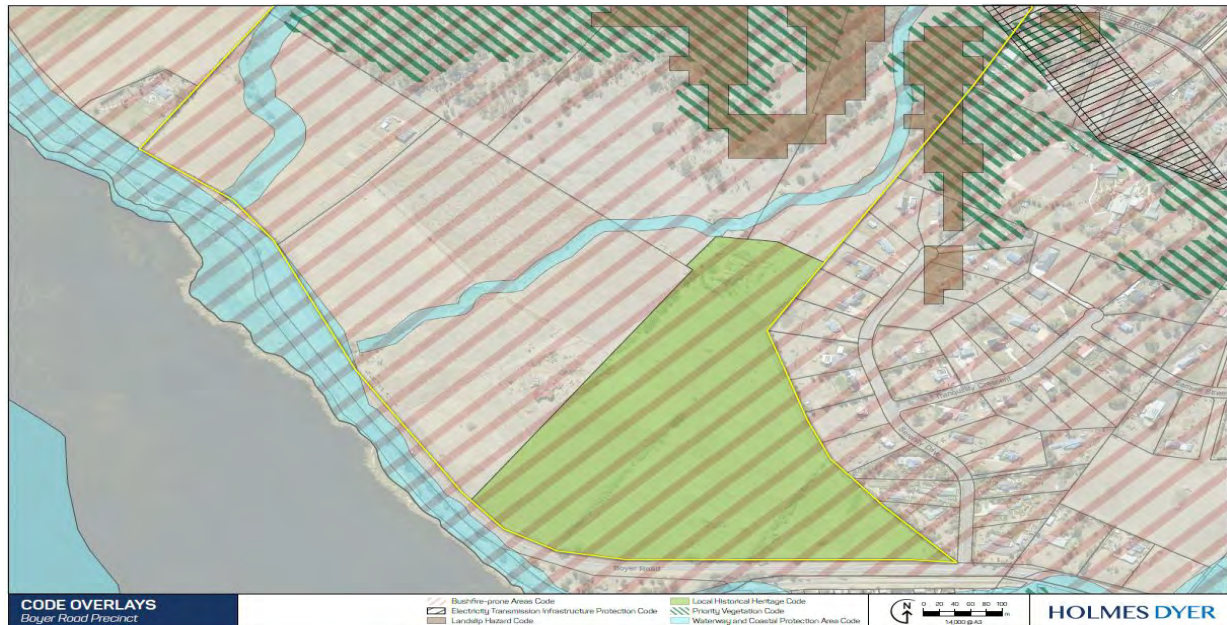 Boyer Road
CODE OVERLAYS
Boyer Road Precinct
Bushfire-prone Areas Code
Electricity Transmission Infrastructure Protection Code
Landslip Hazard Code
Local Historical Heritage Code
Priority Vegetation Code
Waterway and Coastal Protection Area Code
N
0 20 40 60 80 100
m
1:4,000 @ A3
HOLMES DYER